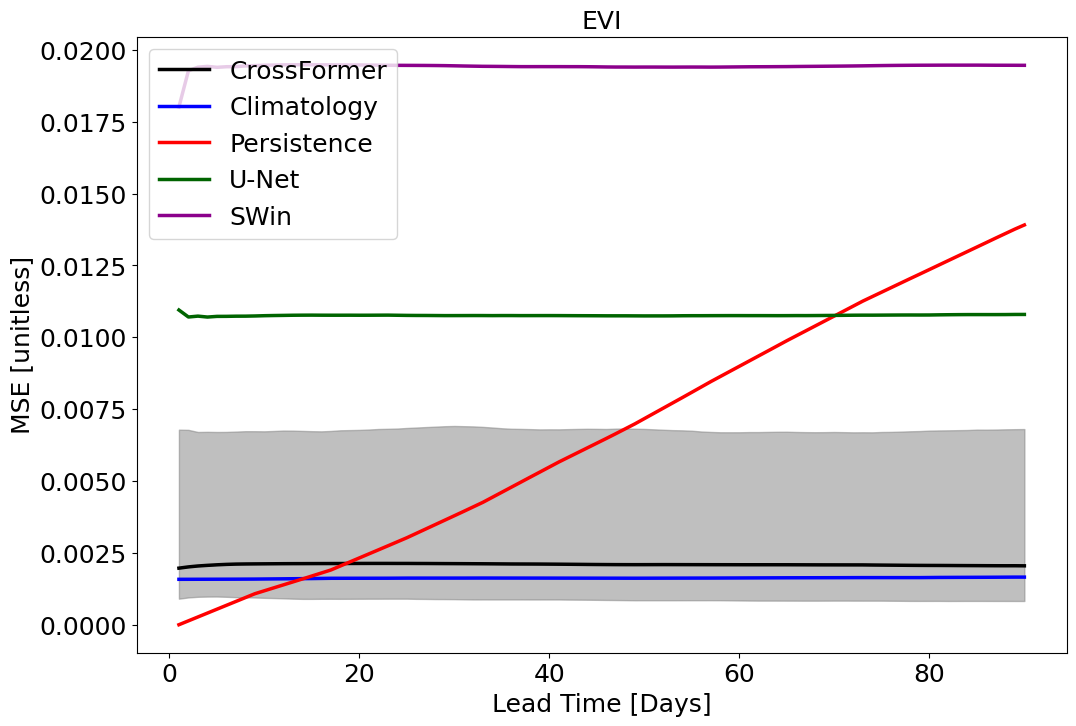 EVI
0.0200
0.0175
0.0150
0.0125
0.0100
0.0075
0.0050
0.0025
0.0000
MSE [unitless]
CrossFormer
Climatology
Persistence
U-Net
SWin
0 20 40 60 80
Lead Time [Days]